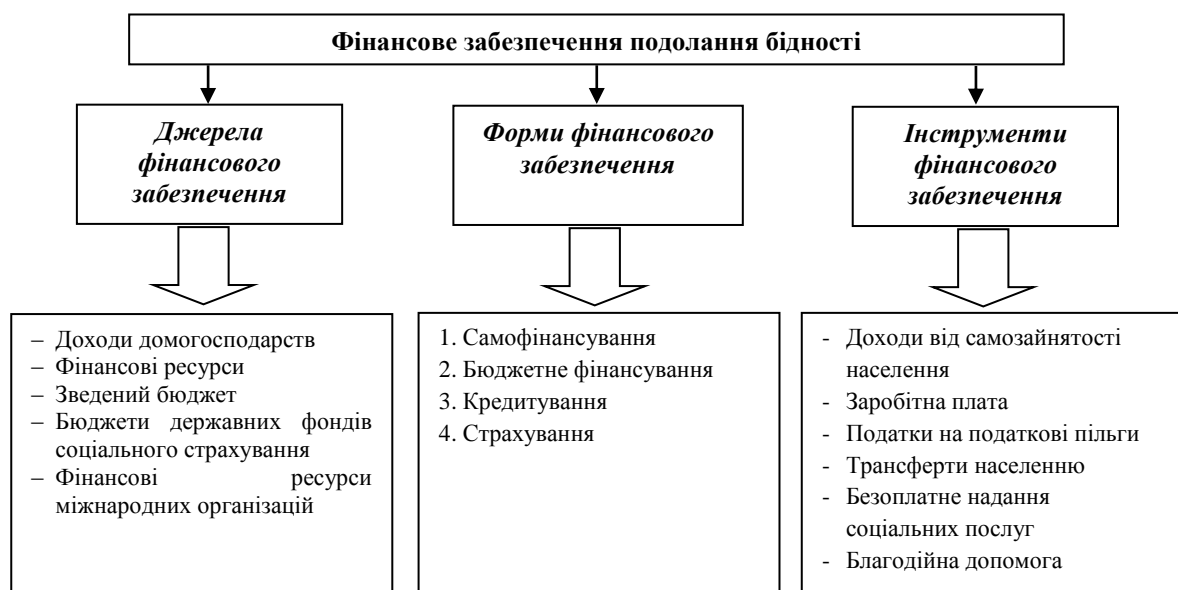 Фінансове забезпечення подолання бідності
Джерела
фінансового
забезпечення
Форми фінансового
забезпечення
Інструменти
фінансового
забезпечення
– Доходи домогосподарств
– Фінансові ресурси
– Зведений бюджет
– Бюджети державних фондів
соціального страхування
– Фінансові ресурси
міжнародних організацій
1. Самофінансування
2. Бюджетне фінансування
3. Кредитування
4. Страхування
- Доходи від самозайнятості
населення
- Заробітна плата
- Податки на податкові пільги
- Трансферти населенню
- Безоплатне надання
соціальних послуг
- Благодійна допомога